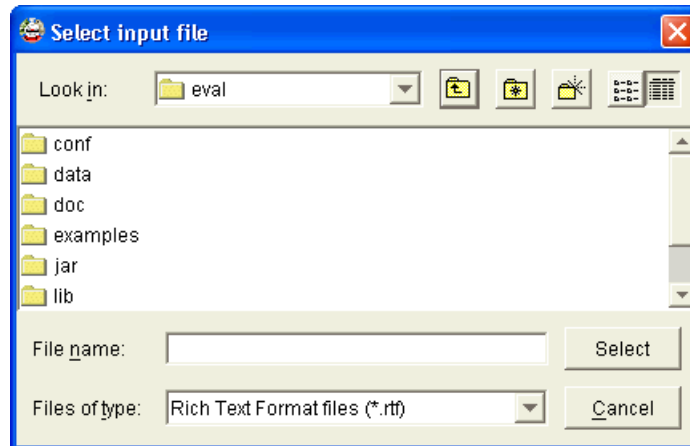 Select input file
Look in: eval
conf
data
doc
examples
jar
lib
File name: Select
Files of type: Rich Text Format files (*.rtf) Cancel